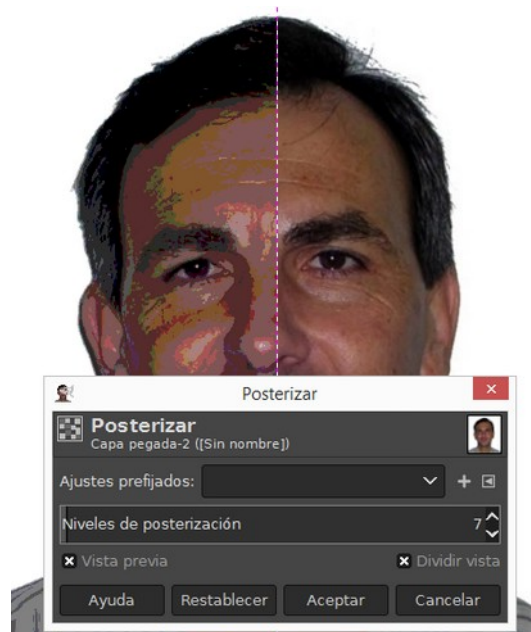 Posterizar
Posterizar
Capa pegada-2 ([Sin nombre])
Ajustes prefijados:
Niveles de posterización 7
Vista previa Dividir vista
Ayuda Restablecer Aceptar Cancelar